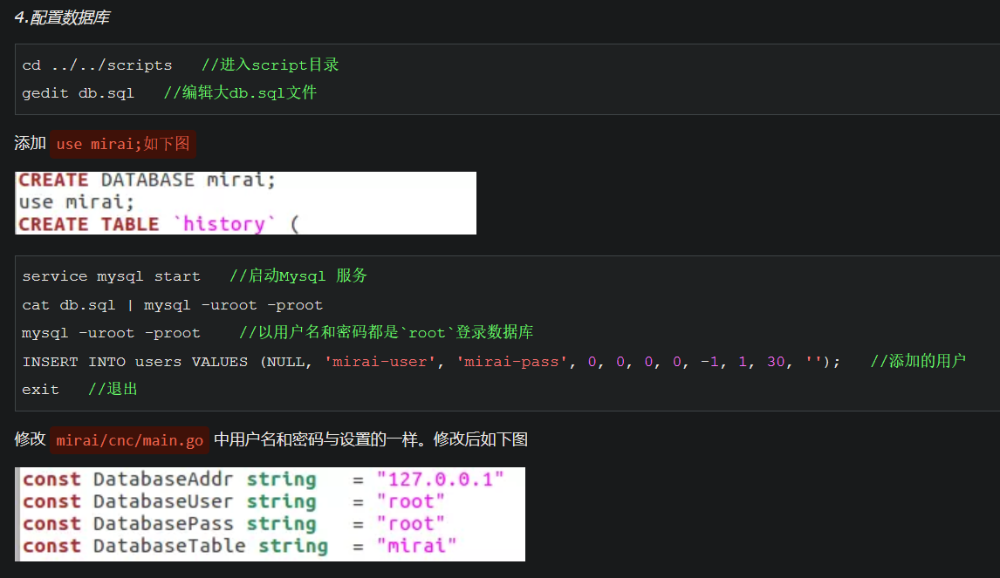 4.配置数据库
cd ../../scripts   //进入script目录
gedit db.sql   //编辑大db.sql文件
添加 use mirai;如下图
CREATE DATABASE mirai;
use mirai;
CREATE TABLE `history` (
service mysql start   //启动Mysql 服务
cat db.sql | mysql -uroot -proot
mysql -uroot -proot    //以用户名和密码都是`root`登录数据库
INSERT INTO users VALUES (NULL, 'mirai-user', 'mirai-pass', 0, 0, 0, 0, -1, 1, 30, '');   //添加的用户
exit   //退出
修改 mirai/cnc/main.go 中用户名和密码与设置的一样。修改后如下图
const DatabaseAddr string   = "127.0.0.1"
const DatabaseUser string   = "root"
const DatabasePass string   = "root"
const DatabaseTable string  = "mirai"